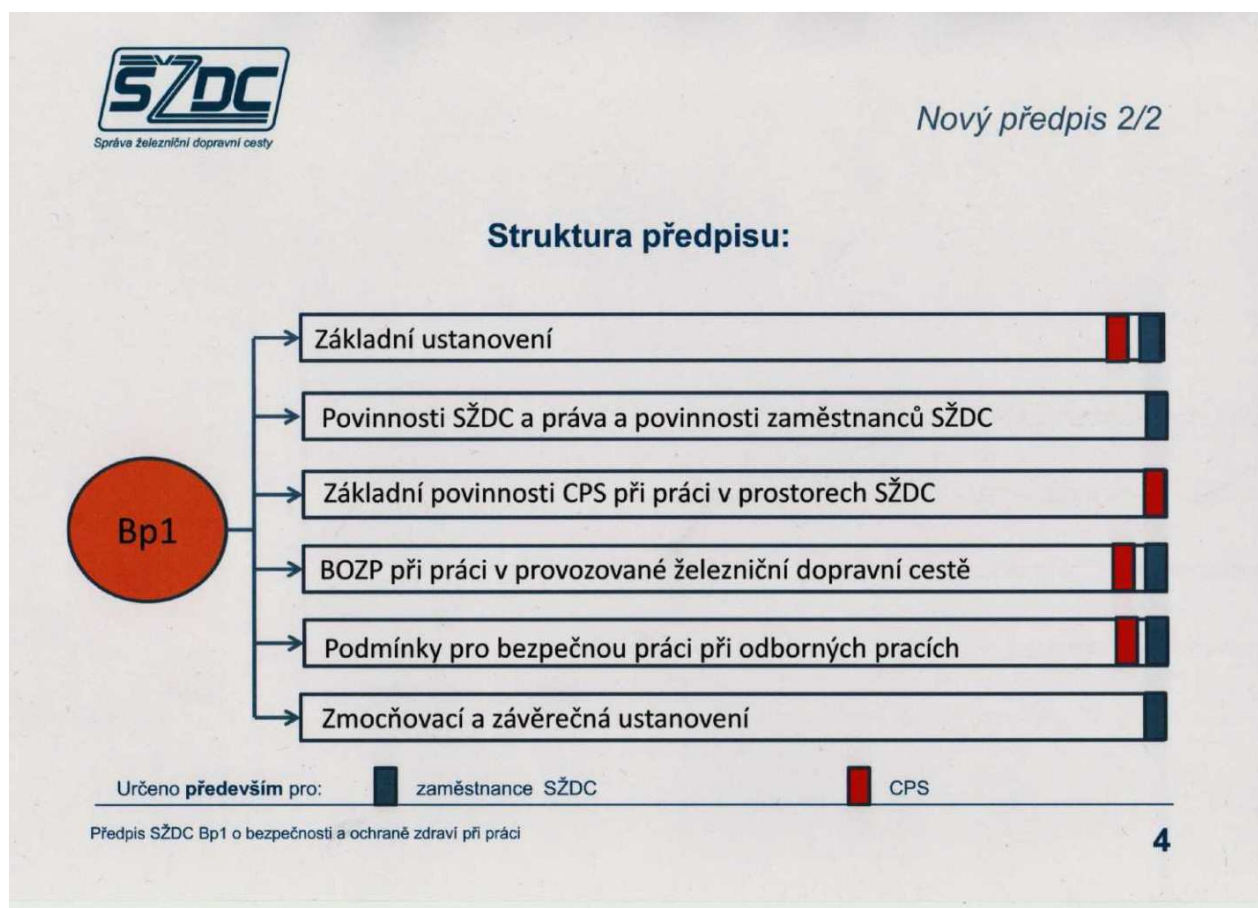 SŽDC
Správa železniční dopravní cesty
Nový předpis 2/2
Struktura předpisu:
Základní ustanovení
Povinnosti SŽDC a práva a povinnosti zaměstnanců SŽDC
Základní povinnosti CPS při práci v prostorech SŽDC
Bp1
BOZP při práci v provozované železniční dopravní cestě
Podmínky pro bezpečnou práci při odborných pracích
Zmocňovací a závěrečná ustanovení
Určeno především pro: zaměstnance SŽDC CPS
Předpis SŽDC Bp1 o bezpečnosti a ochraně zdraví při práci
4